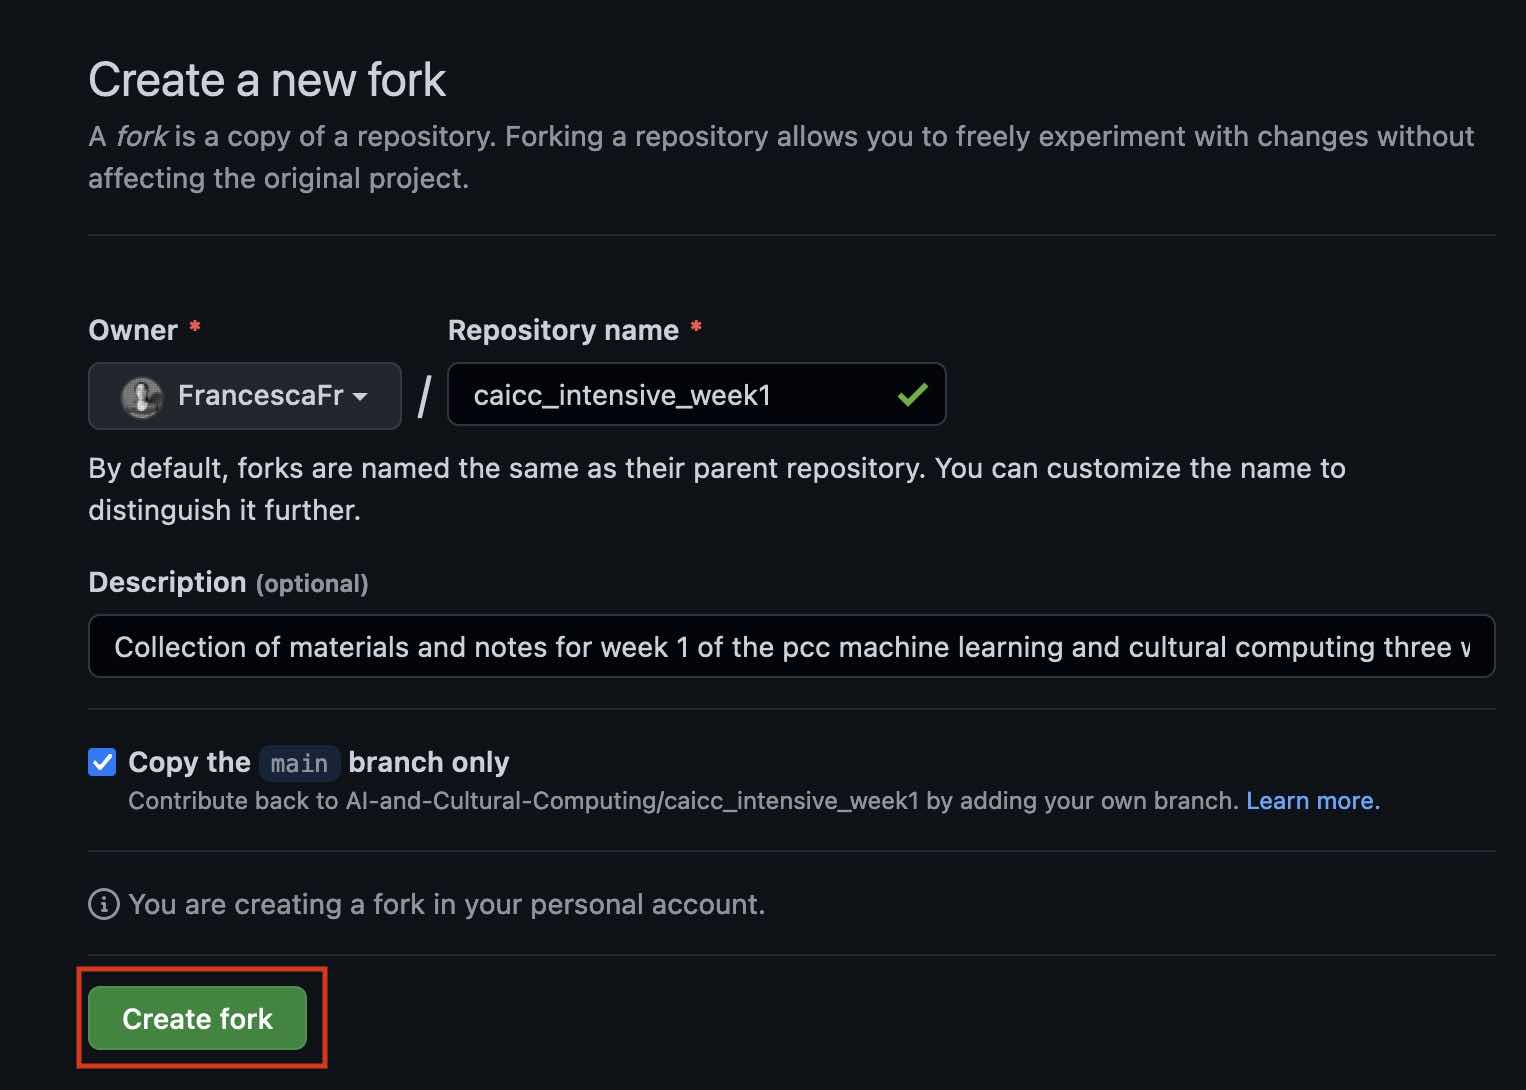 Create a new fork
A fork is a copy of a repository. Forking a repository allows you to freely experiment with changes without
affecting the original project.
Owner * Repository name *
FrancescaFr / caicc_intensive_week1
By default, forks are named the same as their parent repository. You can customize the name to
distinguish it further.
Description (optional)
Collection of materials and notes for week 1 of the pcc machine learning and cultural computing three
Copy the main branch only
Contribute back to AI-and-Cultural-Computing/caicc_intensive_week1 by adding your own branch. Learn more.
You are creating a fork in your personal account.
Create fork